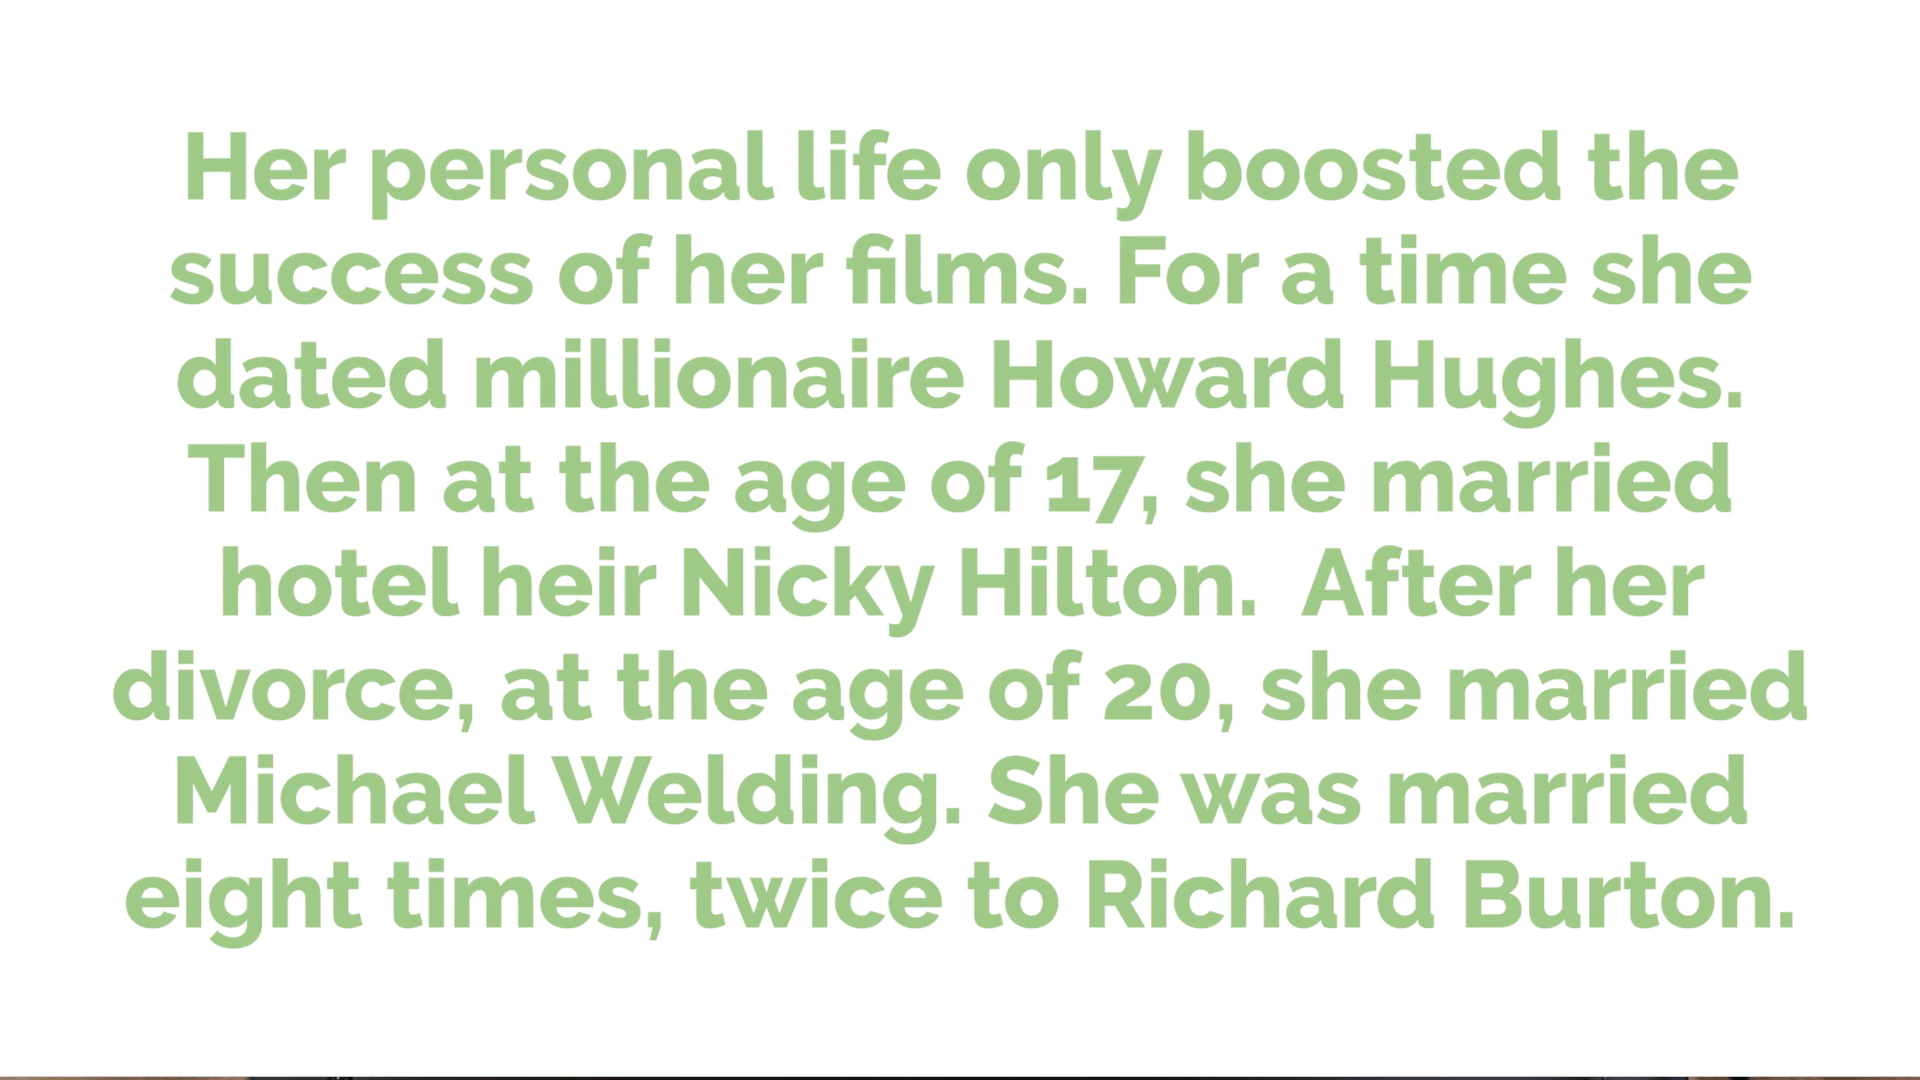 Her personal life only boosted the
success of her films. For a time she
dated millionaire Howard Hughes.
Then at the age of 17, she married
hotel heir Nicky Hilton.  After her
divorce, at the age of 20, she married
Michael Welding. She was married
eight times, twice to Richard Burton.